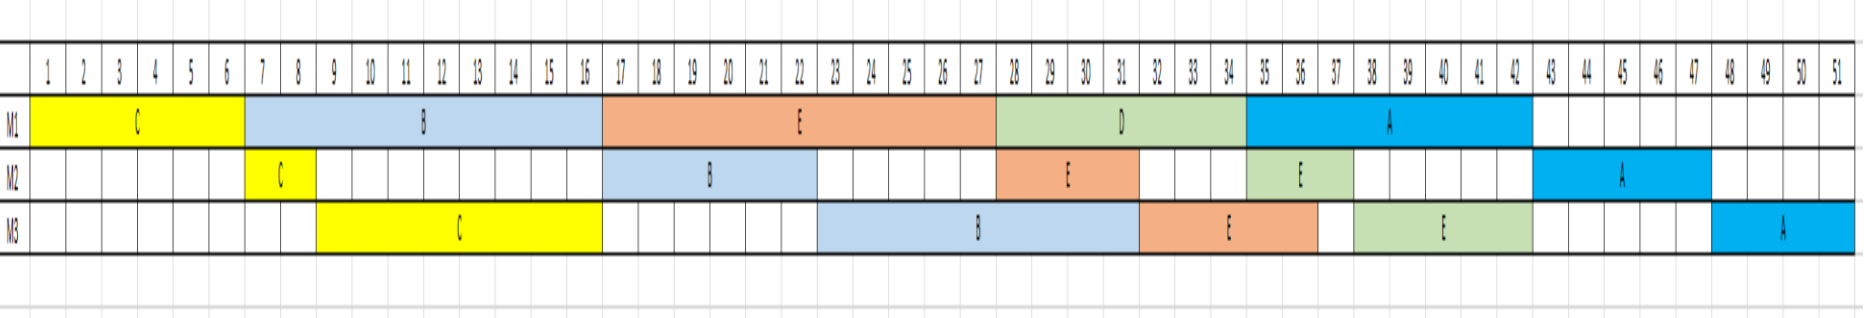 1 2 3 4 5 6 7 8 9 10 11 12 13 14 15 16 17 18 19 20 21 22 23 24 25 26 27 28 29 30 31 32 33 34 35 36 37 38 39 40 41 42 43 44 45 46 47 48 49 50 51
M1 C B E D A
M2 C B E E A
M3 C B E E A